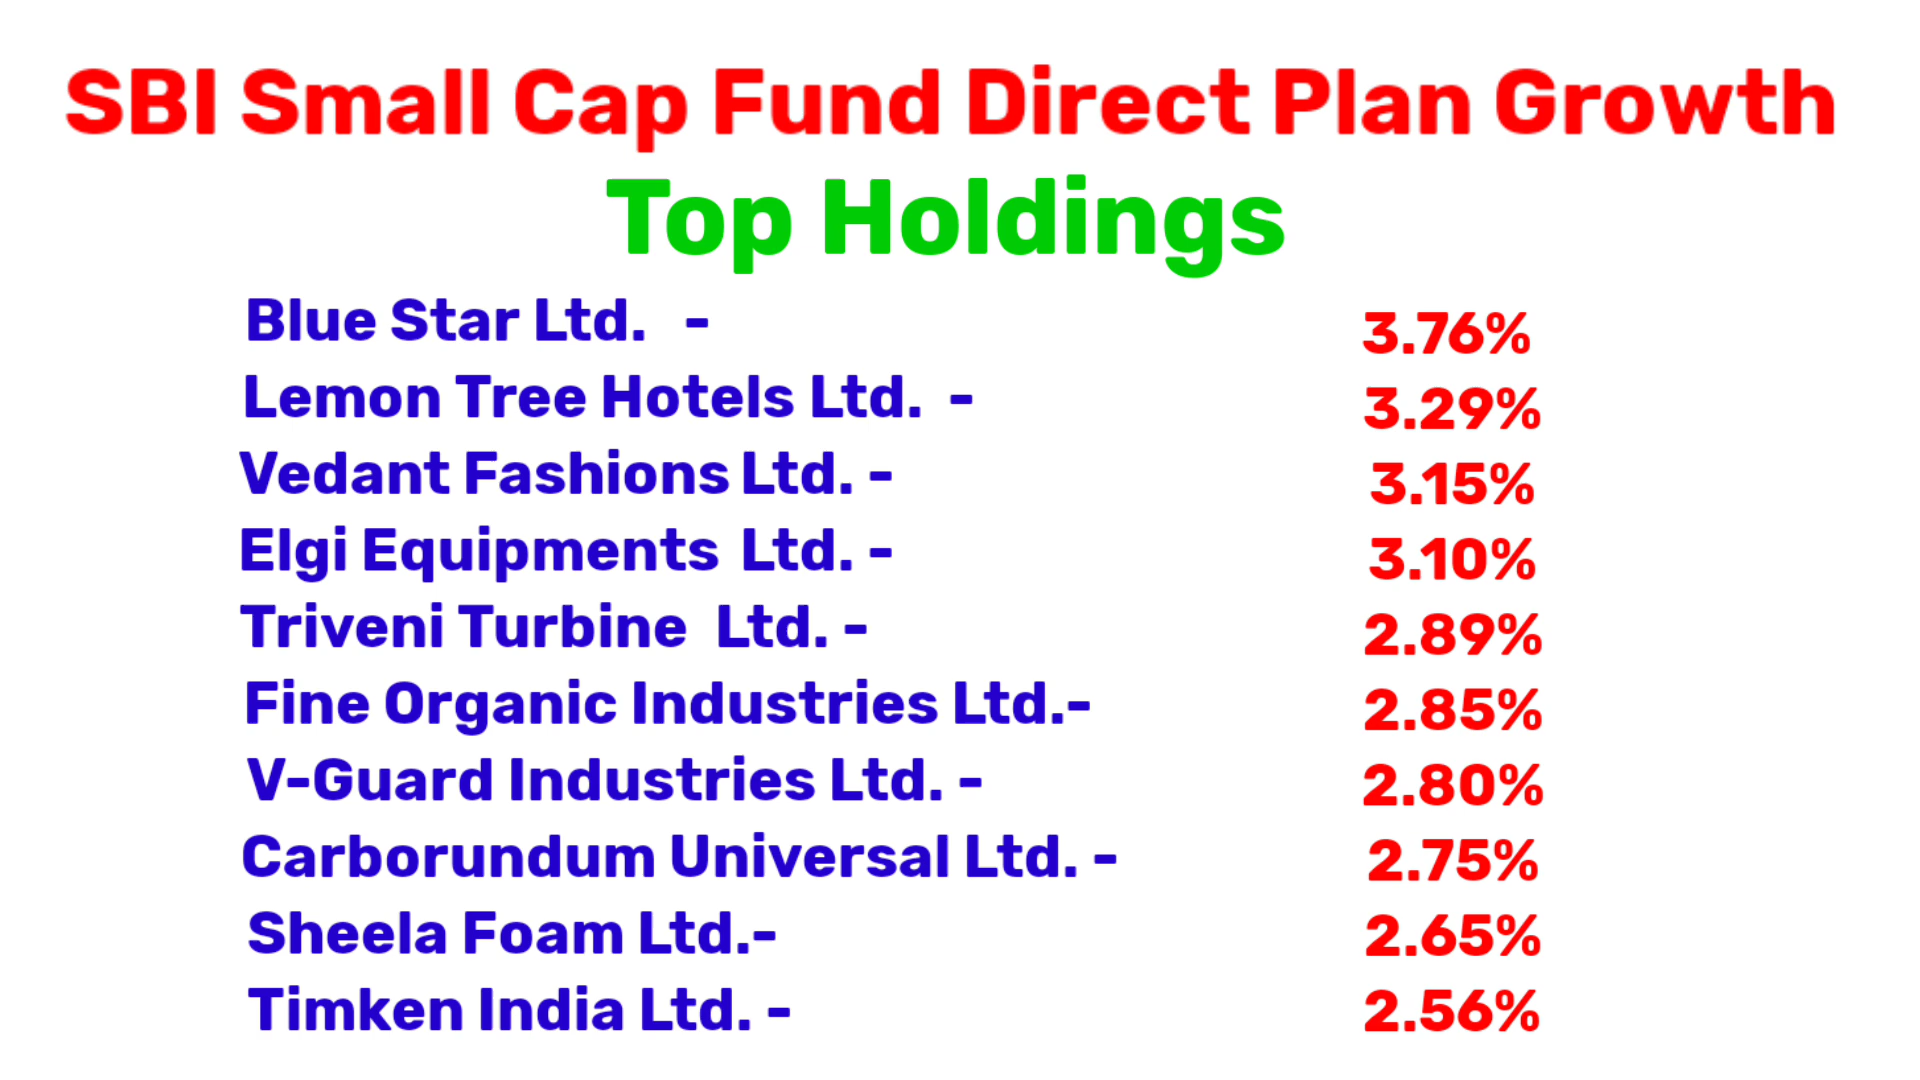 SBI Small Cap Fund Direct Plan Growth
Top Holdings
Blue Star Ltd. - 3.76%
Lemon Tree Hotels Ltd. - 3.29%
Vedant Fashions Ltd. - 3.15%
Elgi Equipments Ltd. - 3.10%
Triveni Turbine Ltd. - 2.89%
Fine Organic Industries Ltd.- 2.85%
V-Guard Industries Ltd. - 2.80%
Carborundum Universal Ltd. - 2.75%
Sheela Foam Ltd.- 2.65%
Timken India Ltd. - 2.56%